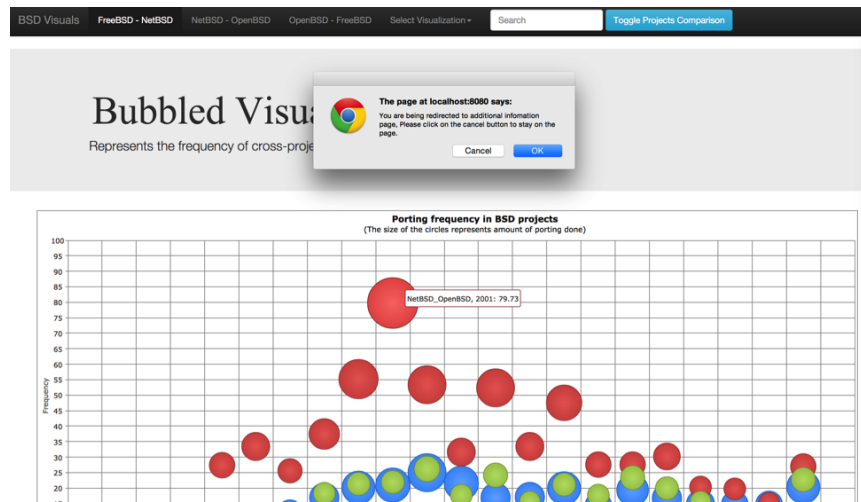 BSD Visuals FreeBSD - NetBSD NetBSD - OpenBSD OpenBSD - FreeBSD Select Visualization Search Toggle Projects Comparison
The page at localhost:8080 says:
You are being redirected to additional infomation
page, Please click on the cancel button to stay on the
page.
Cancel OK
Bubbled Visu
Represents the frequency of cross-proje
Porting frequency in BSD projects
(The size of the circles represents amount of porting done)
100
95
90
85
NetBSD_OpenBSD, 2001: 79.73
80
75
70
65
60
55
50
45
40
35
30
25
20
Frequency